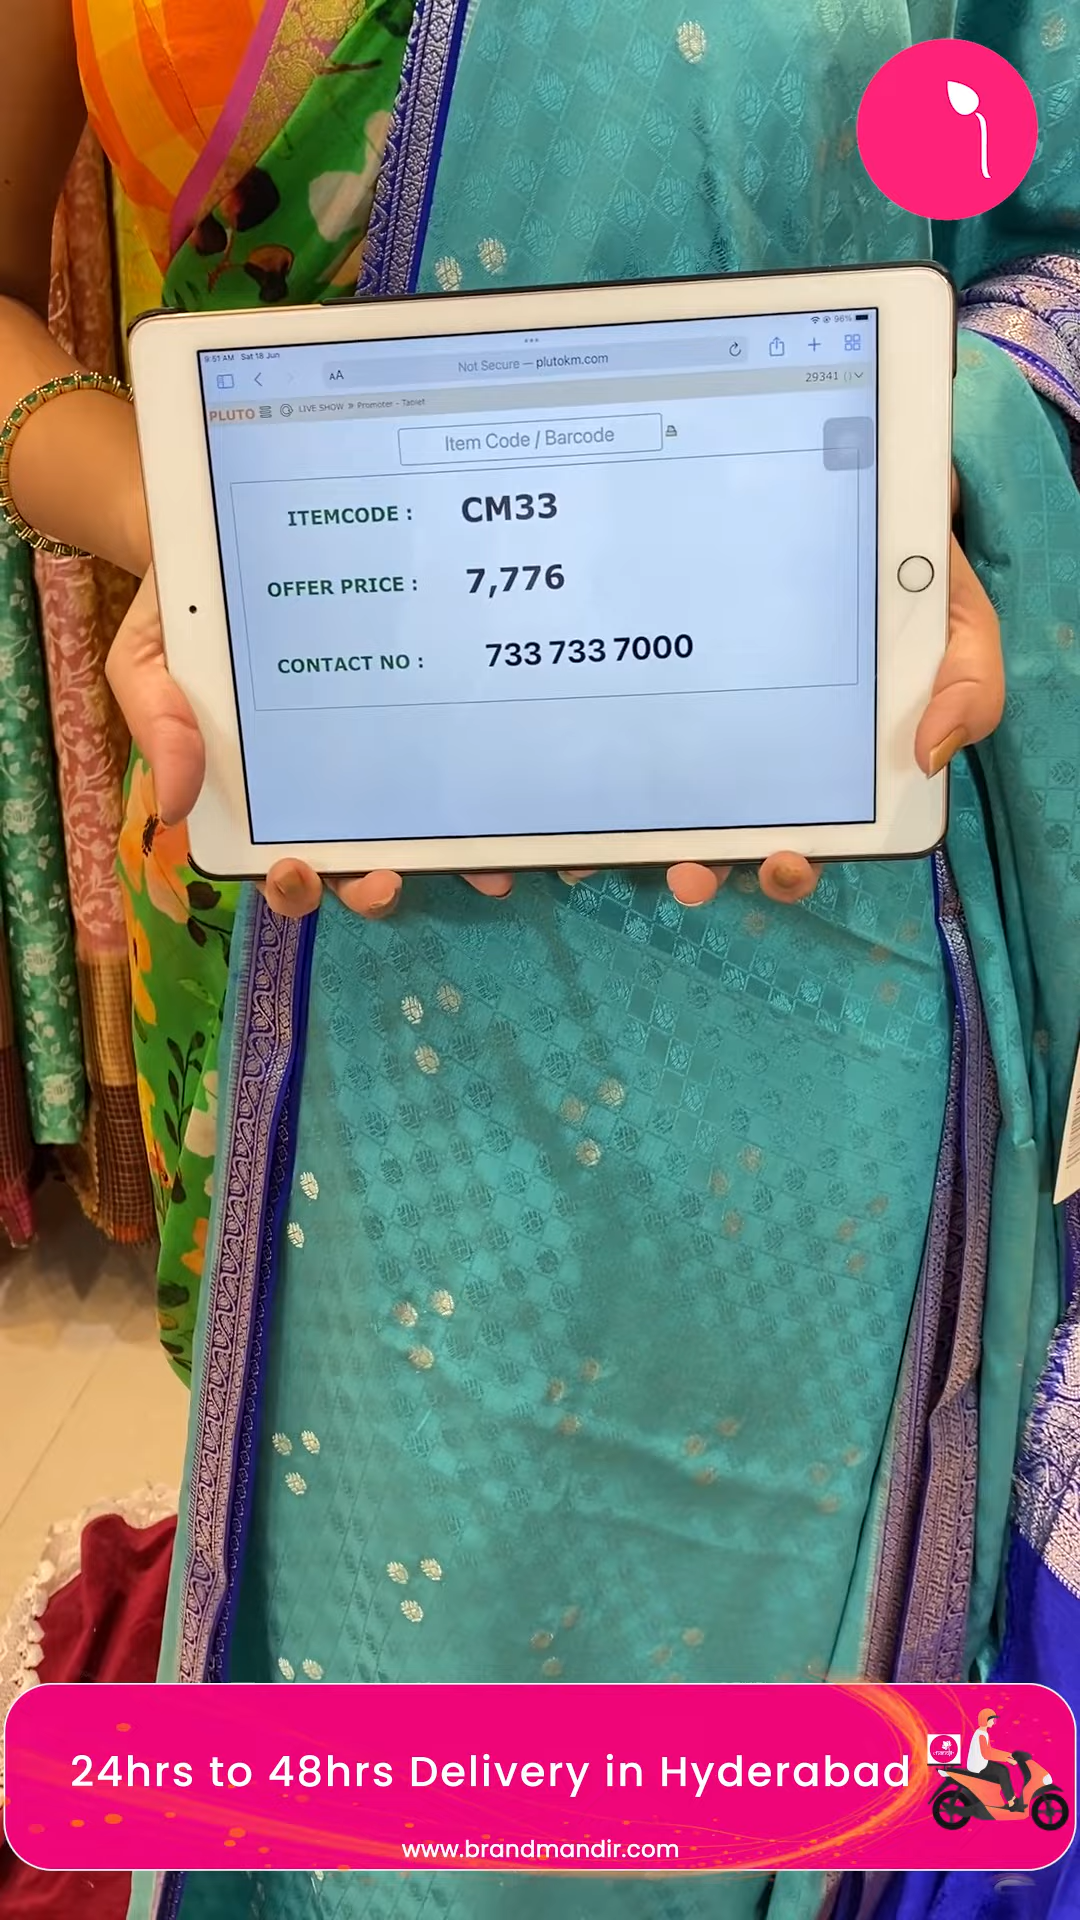 9:51 AM Sat 18 Jun
96%
AA
Not Secure — plutokm.com
29341 ()
PLUTO
LIVE SHOW » Promoter - Tablet
Item Code / Barcode
ITEMCODE : CM33
OFFER PRICE : 7,776
CONTACT NO : 733 733 7000
24hrs to 48hrs Delivery in Hyderabad
www.brandmandir.com